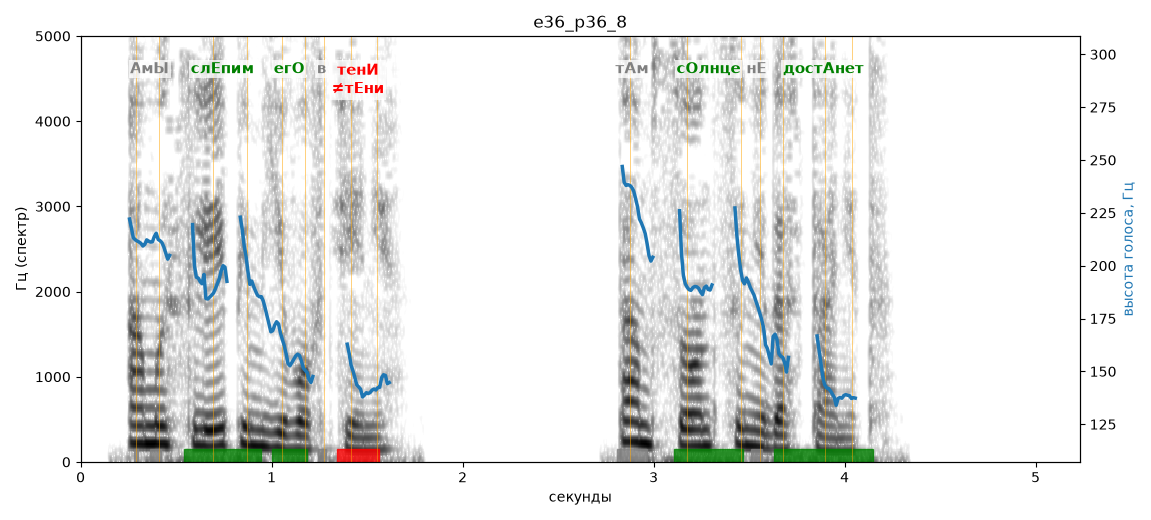 e36_p36_8
АмЫ слЕпим егО в тенИ
≠тЕни
тАм сОлнце нЕ достАнет
5000
4000
3000
2000
1000
0
Гц (спектр)
300
275
250
225
200
175
150
125
высота голоса, Гц
0 1 2 3 4 5
секунды